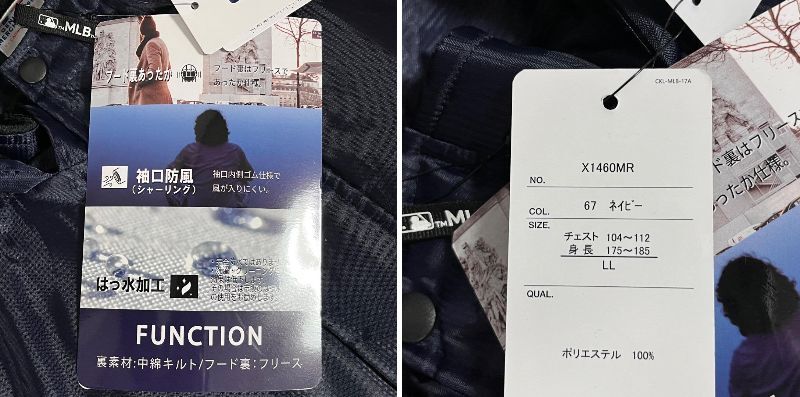 TM MLB
フード裏あったか
フード裏はフリースで
あったか仕様。
袖口防風
(シャーリング)
袖口内側ゴム仕様で
風が入りにくい。
はっ水加工
FUNCTION
裏素材:中綿キルト/フード裏:フリース
CKL-MLB-17A
NO. X1460MR
COL. 67 ネイビー
SIZE.
チェスト 104~112
身長 175~185
LL
QUAL.
ポリエステル 100%
TM ML
フード裏はフリース
あったか仕様。